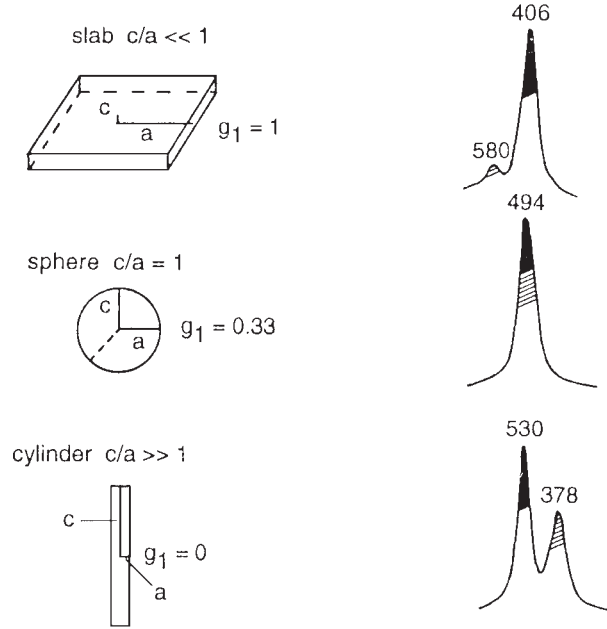 slab c/a << 1
c
a
g₁ = 1
406
580
sphere c/a = 1
c
a
g₁ = 0.33
494
cylinder c/a >> 1
c
g₁ = 0
a
530
378